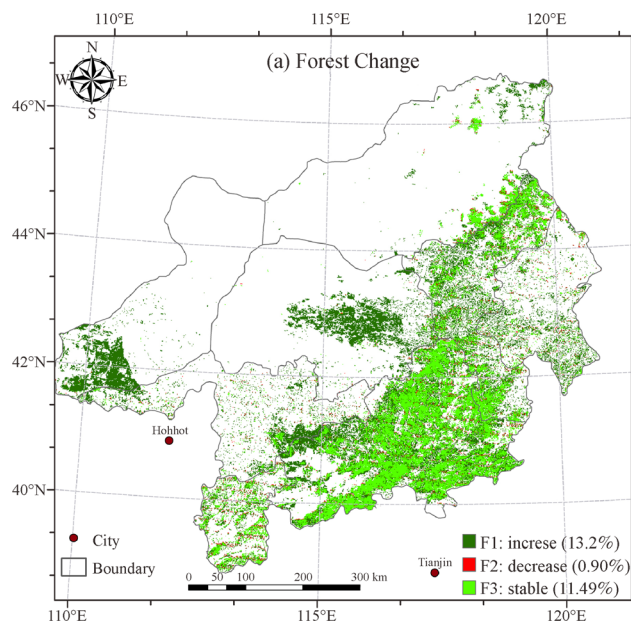 110°E 115°E 120°E
(a) Forest Change
N
W E
S
46°N
44°N
42°N
40°N
Hohhot
Tianjin
City
Boundary
0 50 100 200 300 km
F1: increse (13.2%)
F2: decrease (0.90%)
F3: stable (11.49%)
110°E 115°E 120°E